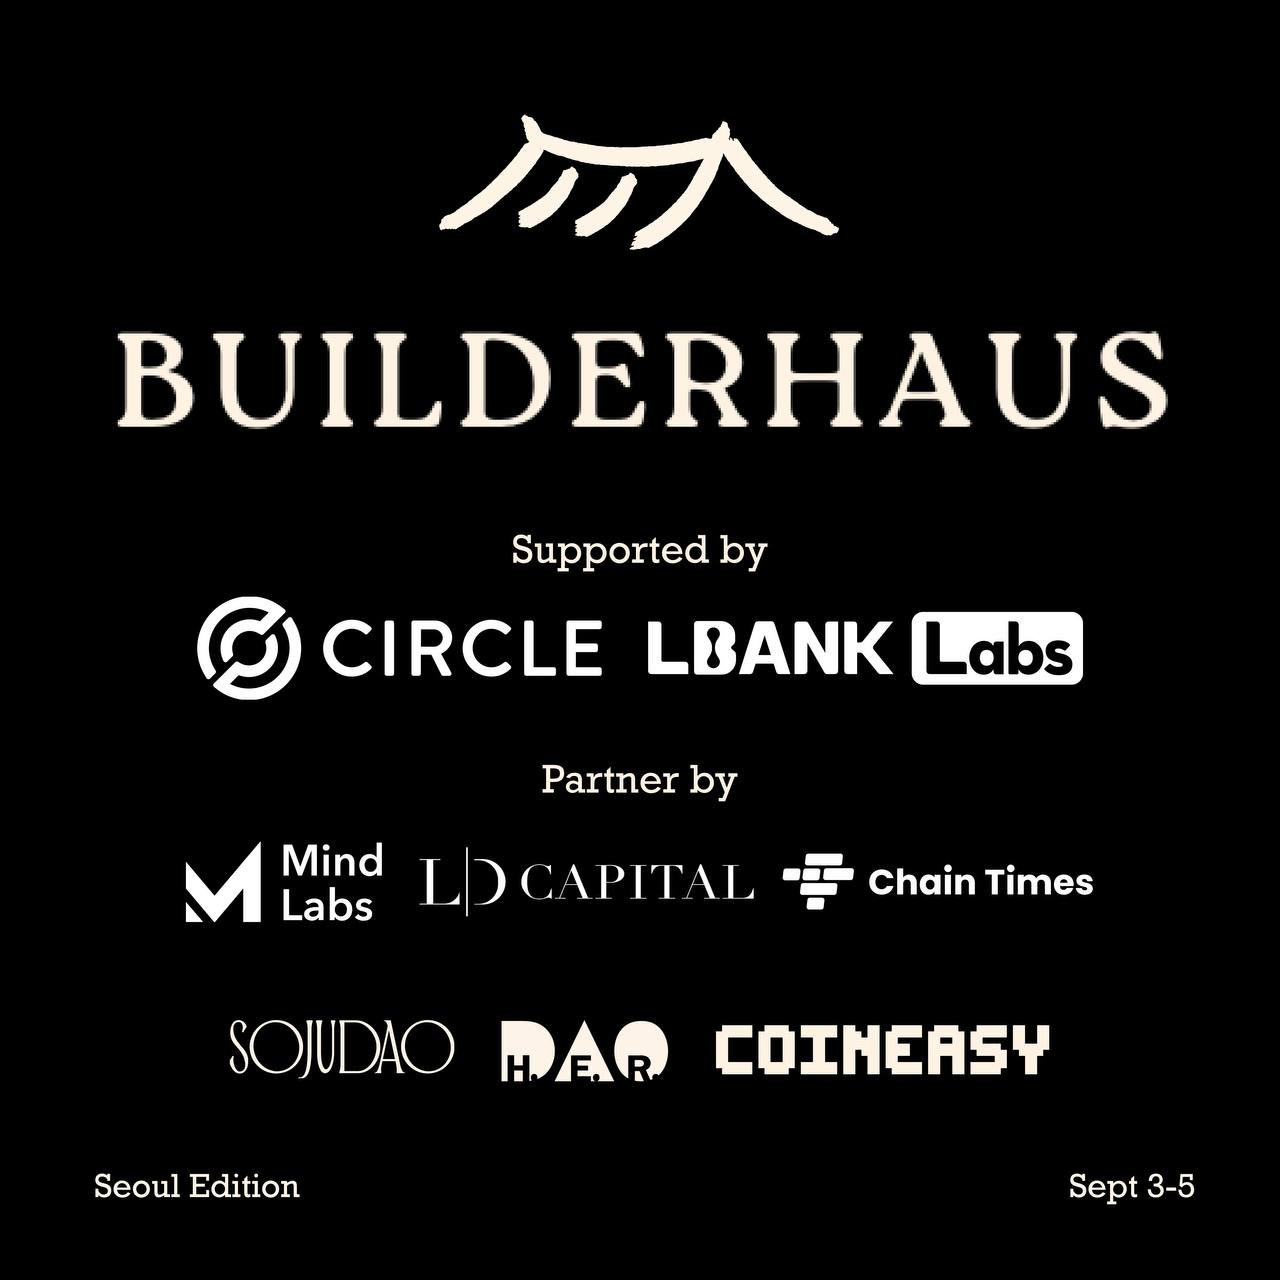 BUILDERHAUS
Supported by
CIRCLE LBANK Labs
Partner by
Mind Labs LD CAPITAL Chain Times
SOJUDAO H.E.R. DAO COINEASY
Seoul Edition Sept 3-5